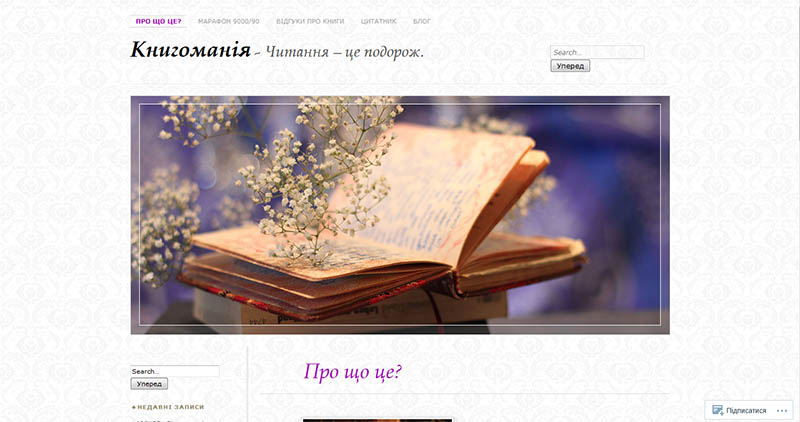 ПРО ЩО ЦЕ? МАРАФОН 9000/90 ВІДГУКИ ПРО КНИГИ ЦИТАТНИК БЛОГ
Книгоманія ~ Читання – це подорож.
Search...
Уперед
Про що це?
Search...
Уперед
НЕДАВНІ ЗАПИСИ
Підписатися